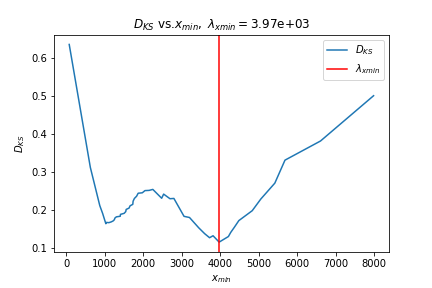 D_KS vs.x_min, λ_xmin = 3.97e+03
D_KS
λ_xmin
0.6
0.5
0.4
0.3
0.2
0.1
D_KS
0 1000 2000 3000 4000 5000 6000 7000 8000
x_min